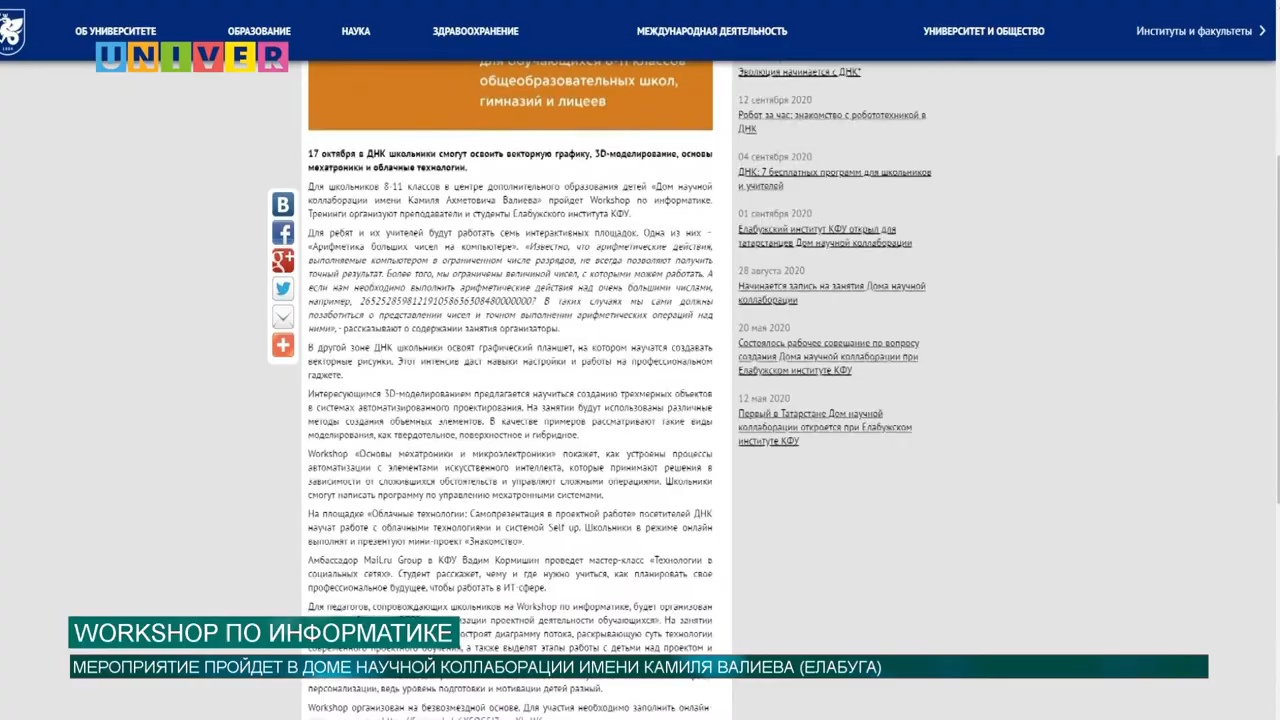 ОБ УНИВЕРСИТЕТЕ
ОБРАЗОВАНИЕ
НАУКА
ЗДРАВООХРАНЕНИЕ
МЕЖДУНАРОДНАЯ ДЕЯТЕЛЬНОСТЬ
УНИВЕРСИТЕТ И ОБЩЕСТВО
Институты и факультеты
UNIVER
для обучающихся 8-11 классов
общеобразовательных школ,
гимназий и лицеев
17 октября в ДНК школьники смогут освоить векторную графику, 3D-моделирование, основы
мехатроники и облачные технологии.
Для школьников 8-11 классов в центре дополнительного образования детей «Дом научной
коллаборации имени Камиля Ахметовича Валиева» пройдет Workshop по информатике.
Тренинги организуют преподаватели и студенты Елабужского института КФУ.
Для ребят и их учителей будут работать семь интерактивных площадок. Одна из них –
«Арифметика больших чисел на компьютере». «Известно, что арифметические действия,
выполняемые компьютером в ограниченном числе разрядов, не всегда позволяют получить
точный результат. Более того, мы ограничены величиной чисел, с которыми можем работать. А
если нам необходимо выполнить арифметические действия над очень большими числами,
например, 265252859812191058636308480000000? В таких случаях мы сами должны
позаботиться о представлении чисел и точном выполнении арифметических операций над
ними», - рассказывают о содержании занятия организаторы.
В другой зоне ДНК школьники освоят графический планшет, на котором научатся создавать
векторные рисунки. Этот интенсив даст навыки настройки и работы на профессиональном
гаджете.
Интересующимся 3D-моделированием предлагается научиться созданию трехмерных объектов
в системах автоматизированного проектирования. На занятии будут использованы различные
методы создания объемных элементов. В качестве примеров рассматривают такие виды
моделирования, как твердотельное, поверхностное и гибридное.
Workshop «Основы мехатроники и микроэлектроники» покажет, как устроены процессы
автоматизации с элементами искусственного интеллекта, которые принимают решения в
зависимости от сложившихся обстоятельств и управляют сложными операциями. Школьники
смогут написать программу по управлению мехатронными системами.
На площадке «Облачные технологии: Самопрезентация в проектной работе» посетителей ДНК
научат работе с облачными технологиями и системой Self up. Школьники в режиме онлайн
выполнят и презентуют мини-проект «Знакомство».
Амбассадор Mail.ru Group в КФУ Вадим Кормишин проведет мастер-класс «Технологии в
социальных сетях». Студент расскажет, чему и где нужно учиться, как планировать свое
профессиональное будущее, чтобы работать в ИТ-сфере.
Для педагогов, сопровождающих школьников на Workshop по информатике, будет организован
проектной деятельности обучающихся». На занятии
диаграмму потока, раскрывающую суть технологии
современного проектного обучения, а также выделят этапы работы с детьми над проектом и
персонализации, ведь уровень подготовки и мотивации детей разный.
Workshop организован на безвозмездной основе. Для участия необходимо заполнить онлайн-
Эволюция начинается с ДНК*
12 сентября 2020
Робот за час: знакомство с робототехникой в
ДНК
04 сентября 2020
ДНК: 7 бесплатных программ для школьников
и учителей
01 сентября 2020
Елабужский институт КФУ открыл для
татарстанцев Дом научной коллаборации
28 августа 2020
Начинается запись на занятия Дома научной
коллаборации
20 мая 2020
Состоялось рабочее совещание по вопросу
создания Дома научной коллаборации при
Елабужском институте КФУ
12 мая 2020
Первый в Татарстане Дом научной
коллаборации откроется при Елабужском
институте КФУ
WORKSHOP ПО ИНФОРМАТИКЕ
МЕРОПРИЯТИЕ ПРОЙДЕТ В ДОМЕ НАУЧНОЙ КОЛЛАБОРАЦИИ ИМЕНИ КАМИЛЯ ВАЛИЕВА (ЕЛАБУГА)